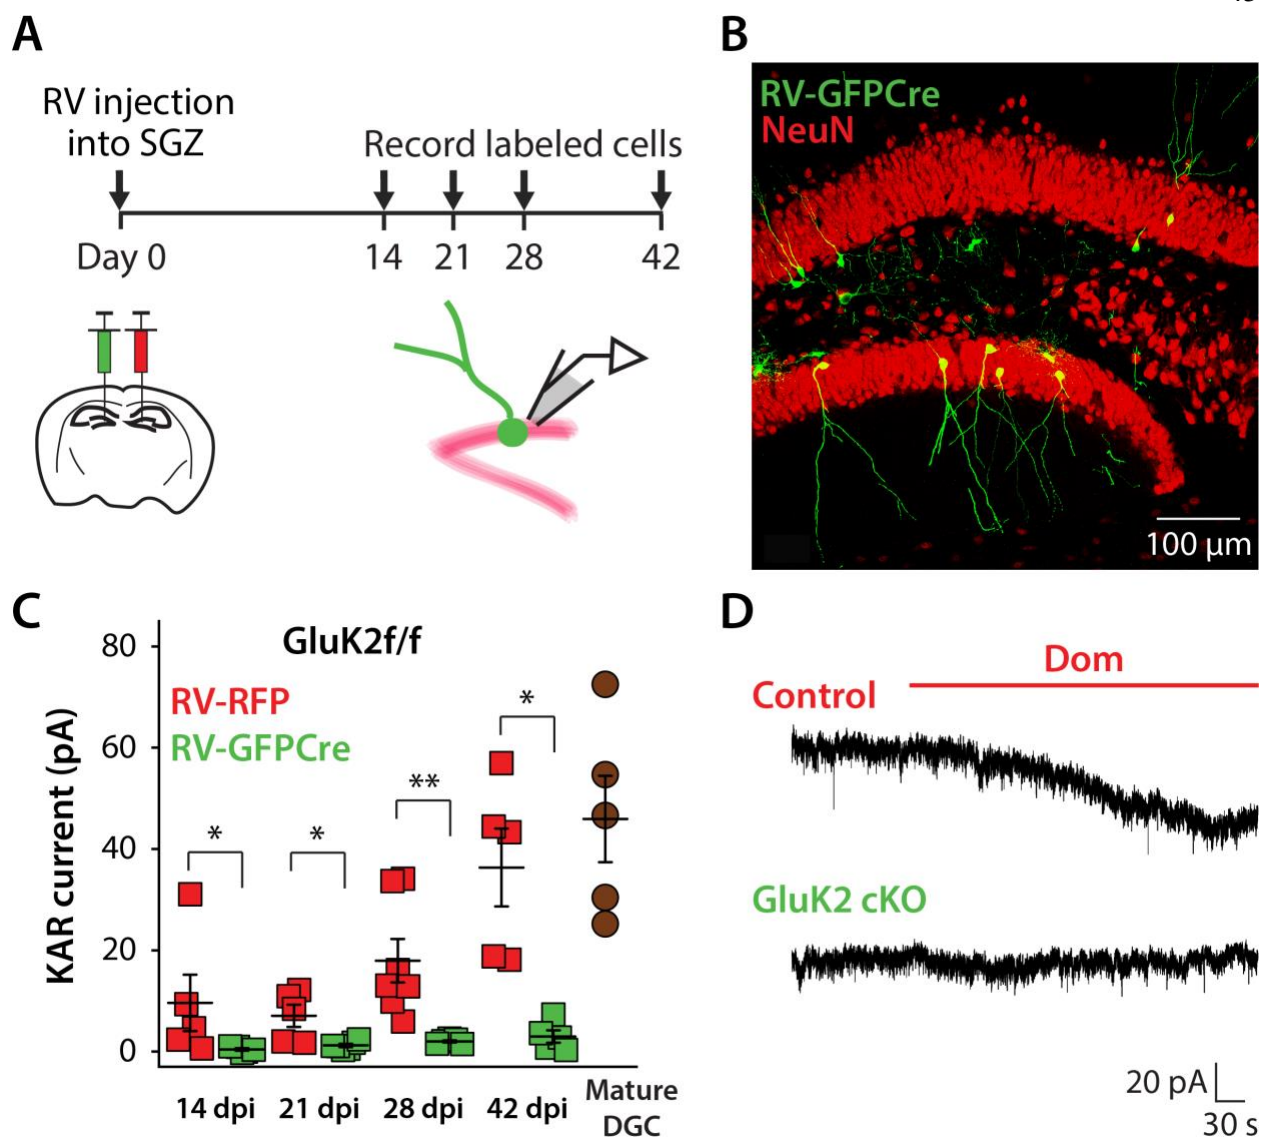 A
RV injection
into SGZ
Record labeled cells
Day 0
14
21
28
42
B
RV-GFPCre
NeuN
100 µm
C
GluK2f/f
RV-RFP
RV-GFPCre
KAR current (pA)
80
60
40
20
0
*
*
**
*
14 dpi
21 dpi
28 dpi
42 dpi
Mature
DGC
D
Dom
Control
GluK2 cKO
20 pA
30 s